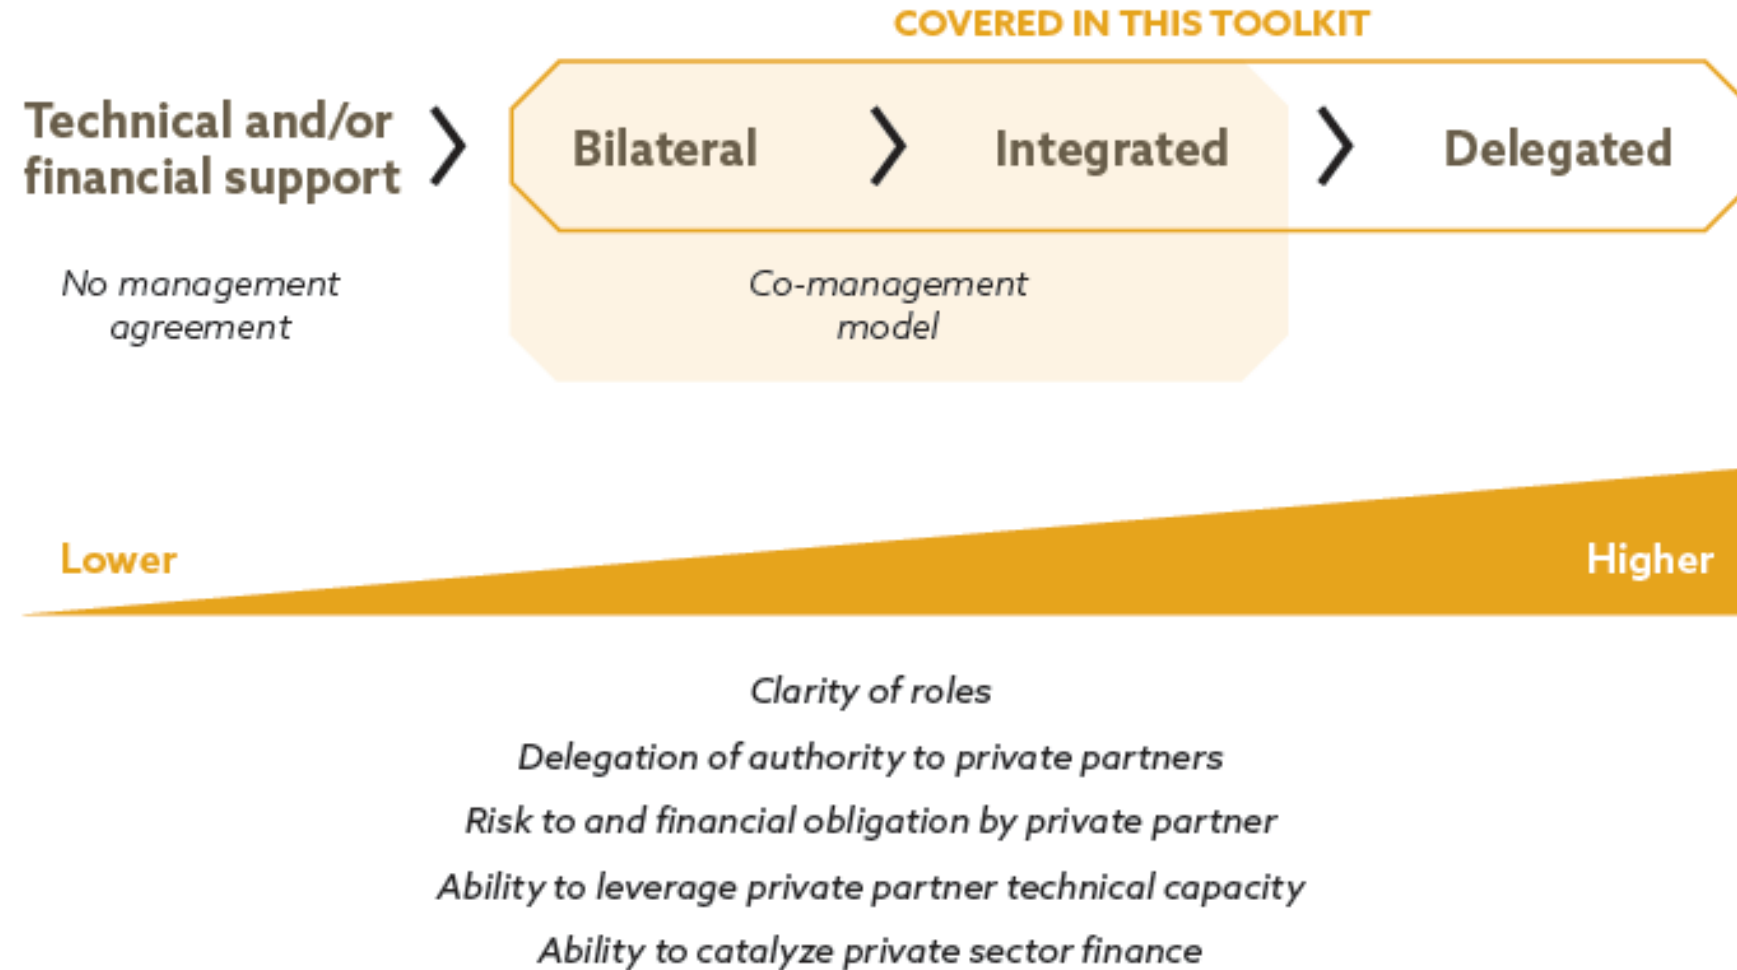 COVERED IN THIS TOOLKIT
Technical and/or
financial support
Bilateral
Integrated
Delegated
No management
agreement
Co-management
model
Lower
Higher
Clarity of roles
Delegation of authority to private partners
Risk to and financial obligation by private partner
Ability to leverage private partner technical capacity
Ability to catalyze private sector finance